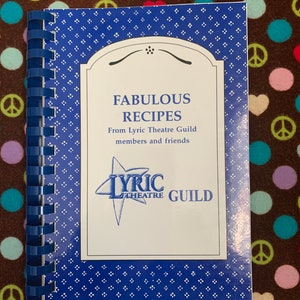 FABULOUS
RECIPES
From Lyric Theatre Guild
members and friends
LYRIC
THEATRE
GUILD